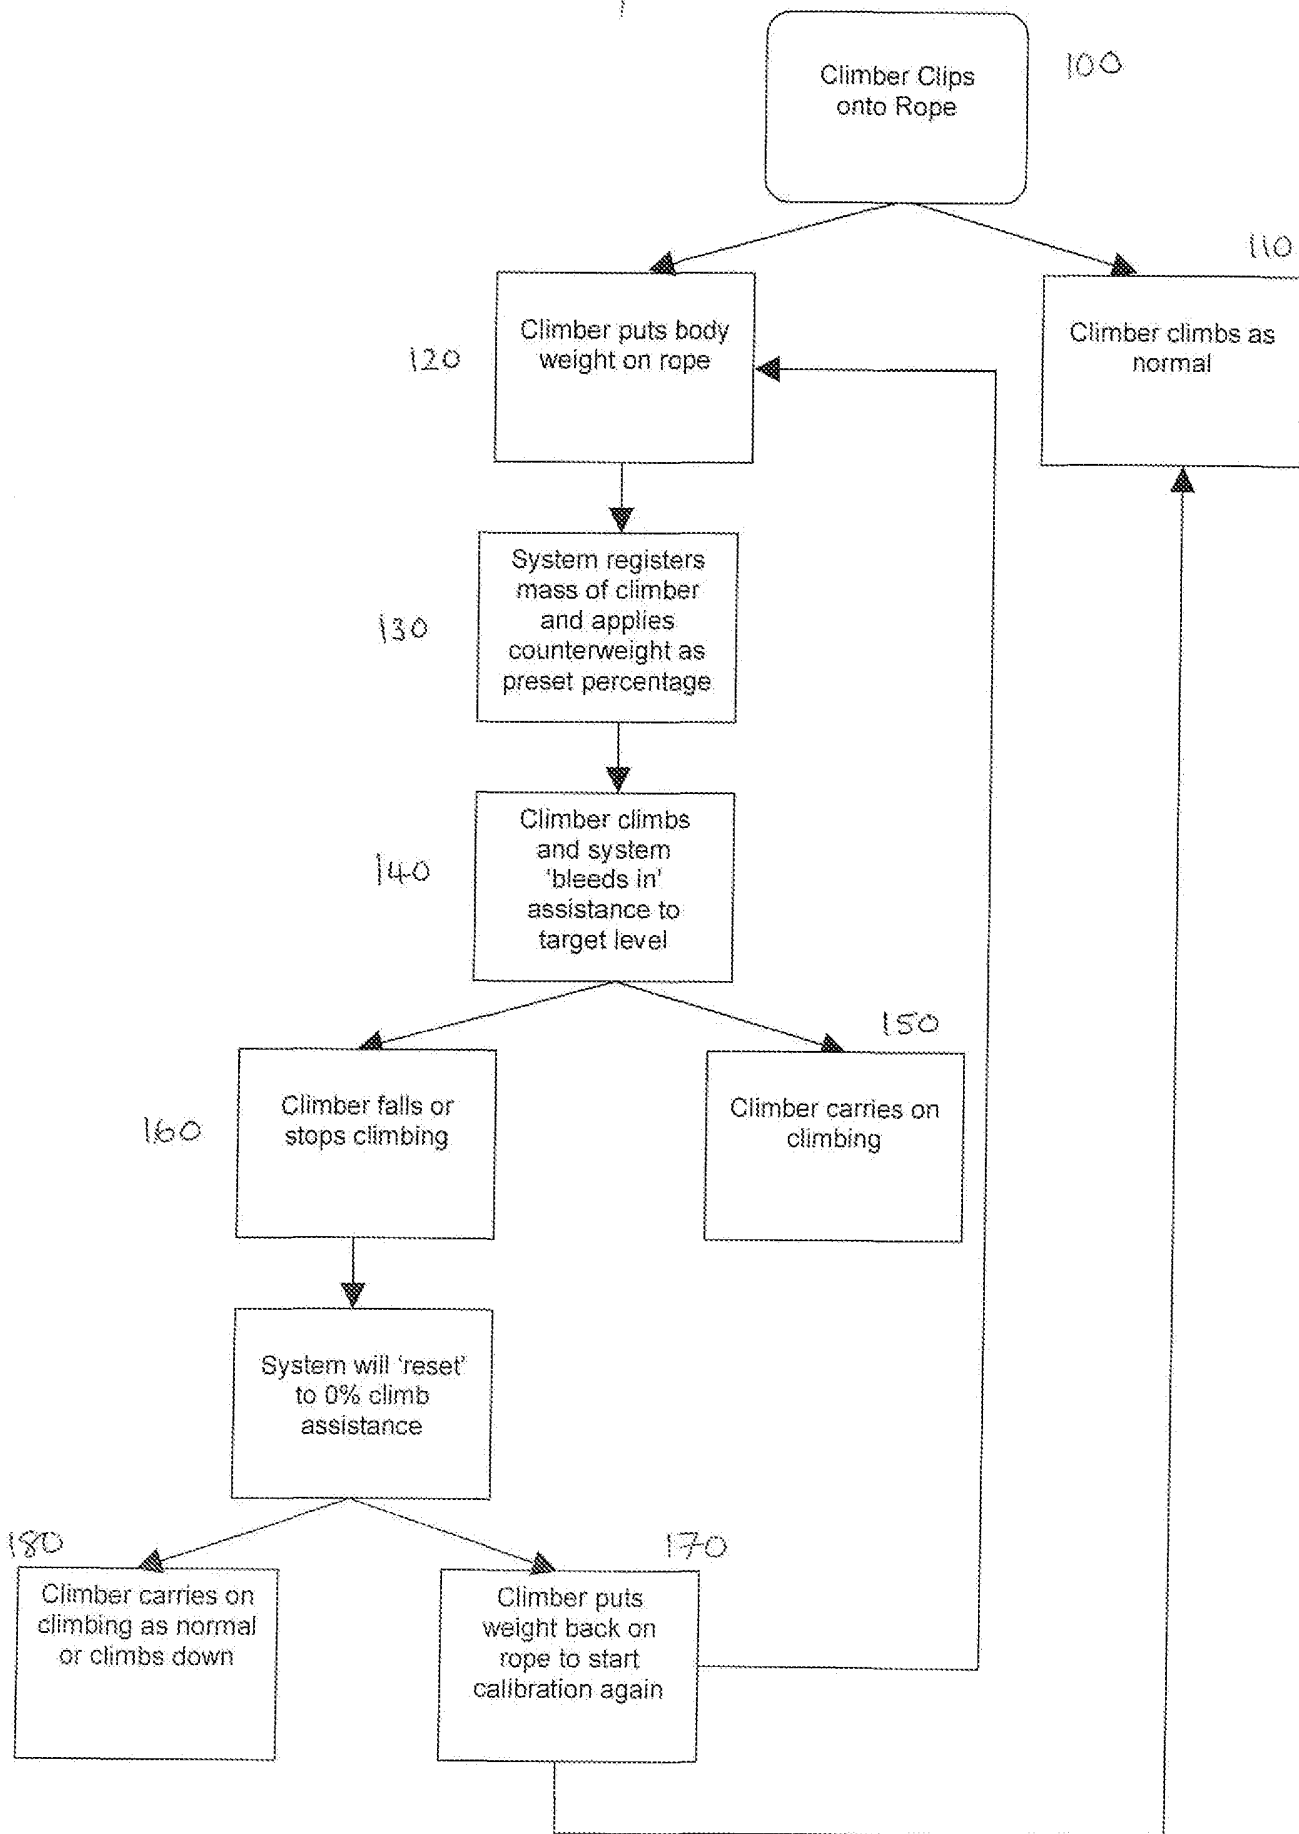 Climber Clips
onto Rope
100
110
Climber puts body
weight on rope
120
Climber climbs as
normal
System registers
mass of climber
and applies
counterweight as
preset percentage
130
Climber climbs
and system
'bleeds in'
assistance to
target level
140
150
Climber falls or
stops climbing
160
Climber carries on
climbing
System will 'reset'
to 0% climb
assistance
180
170
Climber carries on
climbing as normal
or climbs down
Climber puts
weight back on
rope to start
calibration again